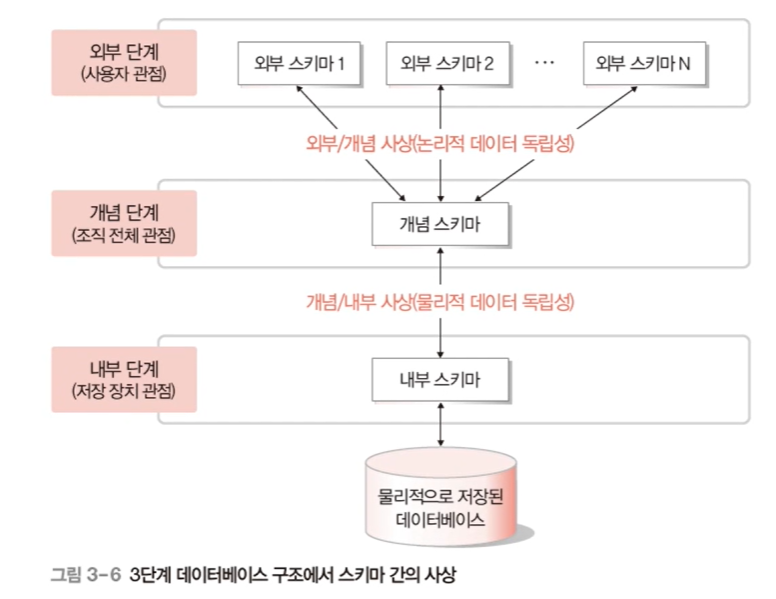 외부 단계
(사용자 관점)
외부 스키마 1
외부 스키마 2
···
외부 스키마 N
외부/개념 사상(논리적 데이터 독립성)
개념 단계
(조직 전체 관점)
개념 스키마
개념/내부 사상(물리적 데이터 독립성)
내부 단계
(저장 장치 관점)
내부 스키마
물리적으로 저장된
데이터베이스
그림 3-6 3단계 데이터베이스 구조에서 스키마 간의 사상